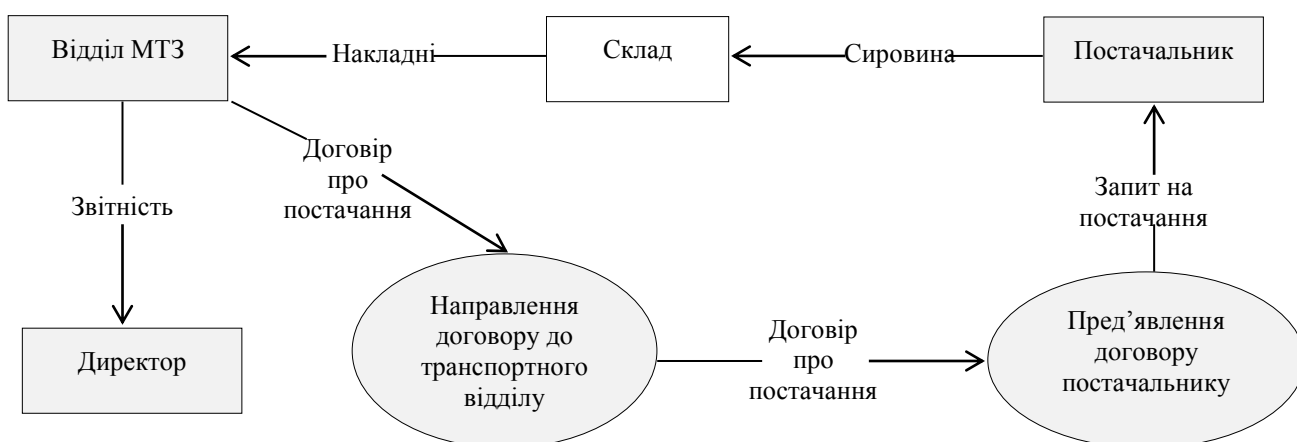 Відділ МТЗ
Накладні
Склад
Сировина
Постачальник
Договір
про
постачання
Звітність
Запит на
постачання
Директор
Направлення
договору до
транспортного
відділу
Договір
про
постачання
Пред’явлення
договору
постачальнику